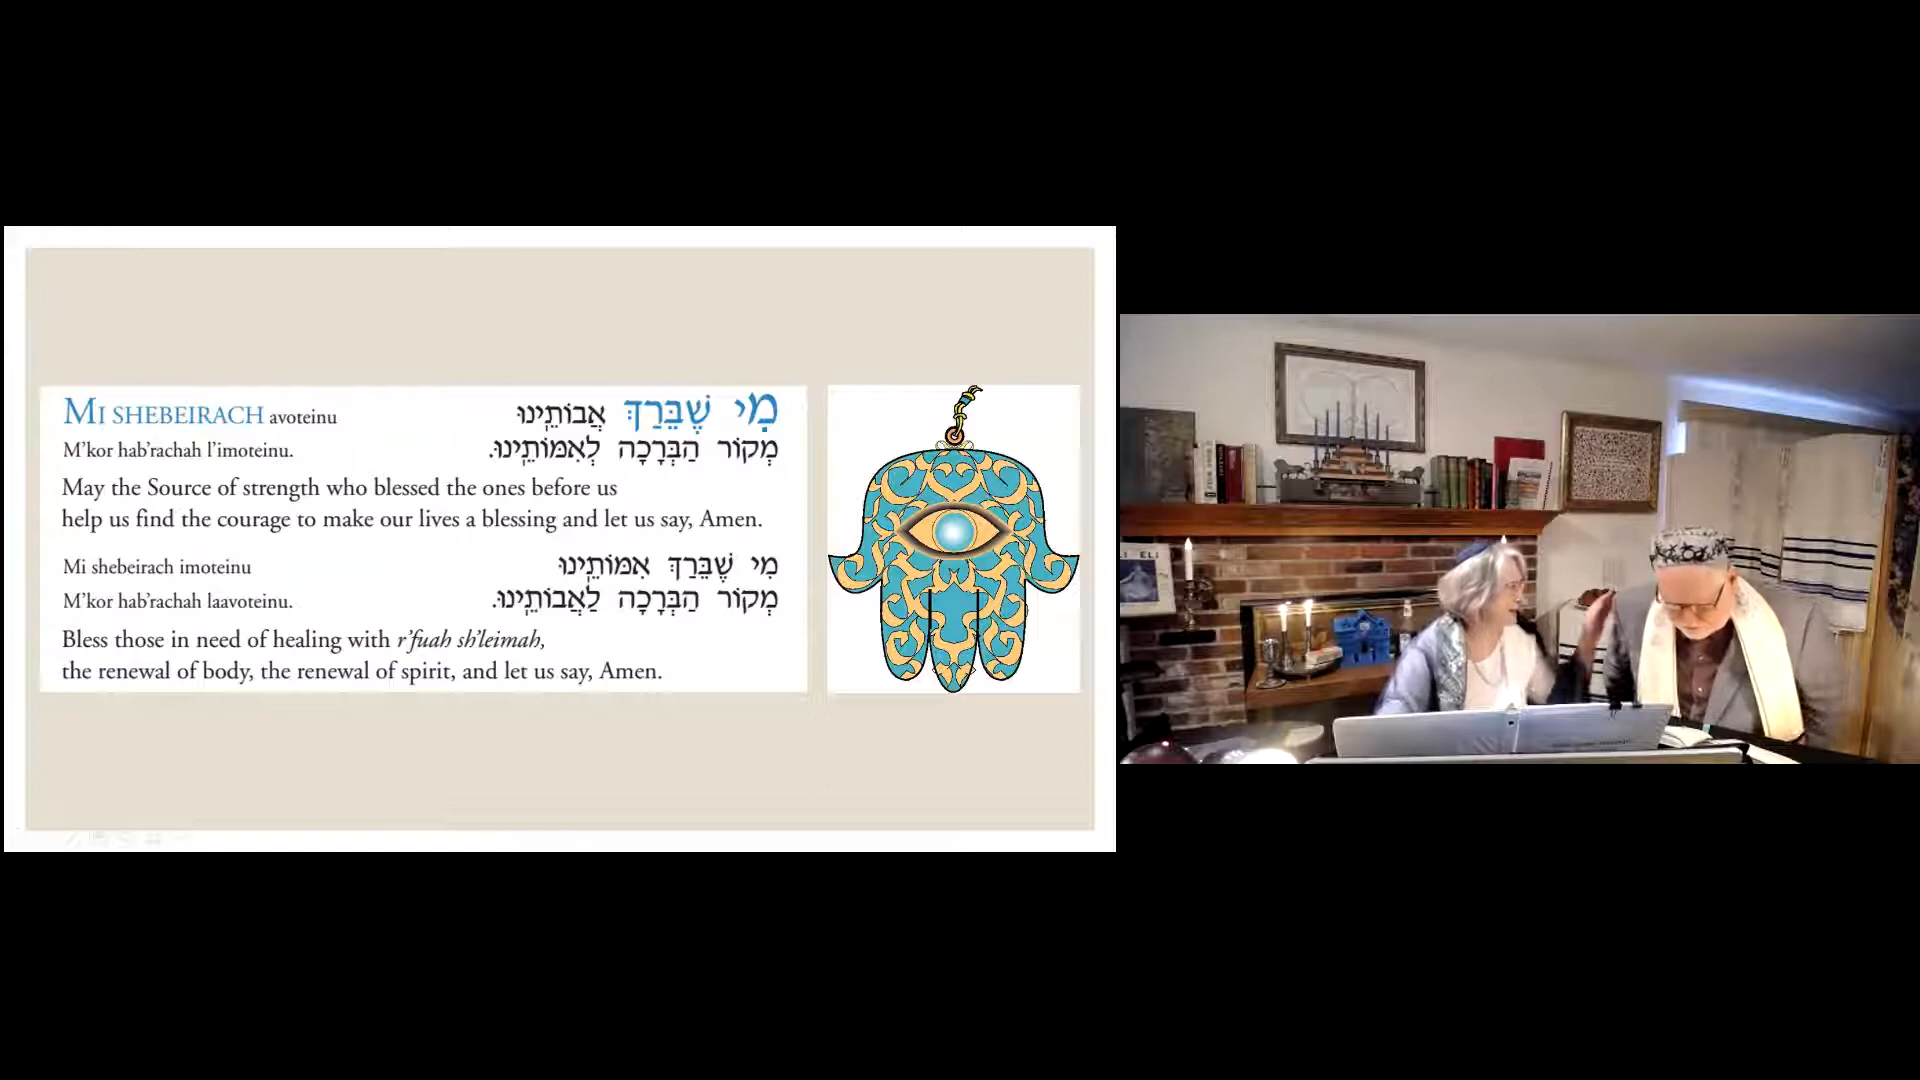 MI SHEBEIRACH avoteinu
מִי שֶׁבֵּרַךְ אֲבוֹתֵֽינוּ
M'kor hab'rachah l'imoteinu.
מְקוֹר הַבְּרָכָה לְאִמּוֹתֵֽינוּ.
May the Source of strength who blessed the ones before us
help us find the courage to make our lives a blessing and let us say, Amen.
Mi shebeirach imoteinu
מִי שֶׁבֵּרַךְ אִמּוֹתֵֽינוּ
M'kor hab'rachah laavoteinu.
מְקוֹר הַבְּרָכָה לַאֲבוֹתֵֽינוּ.
Bless those in need of healing with r'fuah sh'leimah,
the renewal of body, the renewal of spirit, and let us say, Amen.
ELI